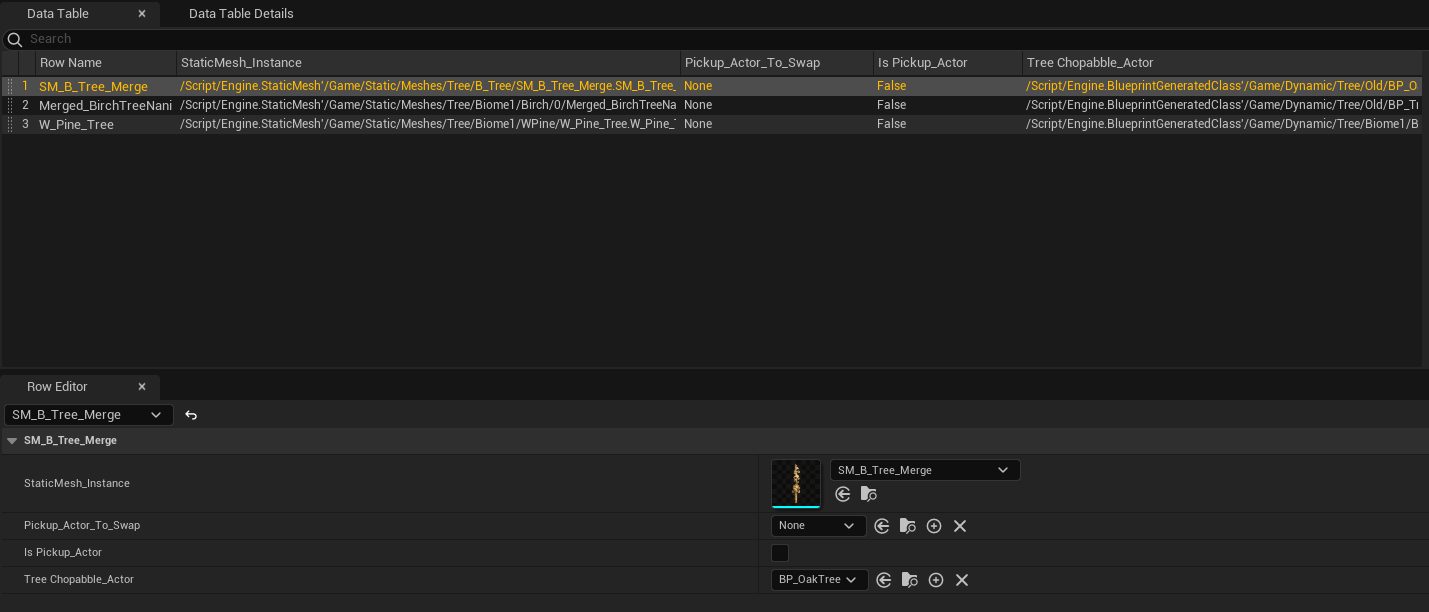 Data Table Data Table Details
Search
Row Name StaticMesh_Instance Pickup_Actor_To_Swap Is Pickup_Actor Tree Chopabble_Actor
1 SM_B_Tree_Merge /Script/Engine.StaticMesh'/Game/Static/Meshes/Tree/B_Tree/SM_B_Tree_Merge.SM_B_Tree_ None False /Script/Engine.BlueprintGeneratedClass'/Game/Dynamic/Tree/Old/BP_O
2 Merged_BirchTreeNani /Script/Engine.StaticMesh'/Game/Static/Meshes/Tree/Biome1/Birch/0/Merged_BirchTreeNa None False /Script/Engine.BlueprintGeneratedClass'/Game/Dynamic/Tree/Old/BP_Tr
3 W_Pine_Tree /Script/Engine.StaticMesh'/Game/Static/Meshes/Tree/Biome1/WPine/W_Pine_Tree.W_Pine_T None False /Script/Engine.BlueprintGeneratedClass'/Game/Dynamic/Tree/Biome1/B
Row Editor
SM_B_Tree_Merge
SM_B_Tree_Merge
StaticMesh_Instance SM_B_Tree_Merge
Pickup_Actor_To_Swap None
Is Pickup_Actor
Tree Chopabble_Actor BP_OakTree